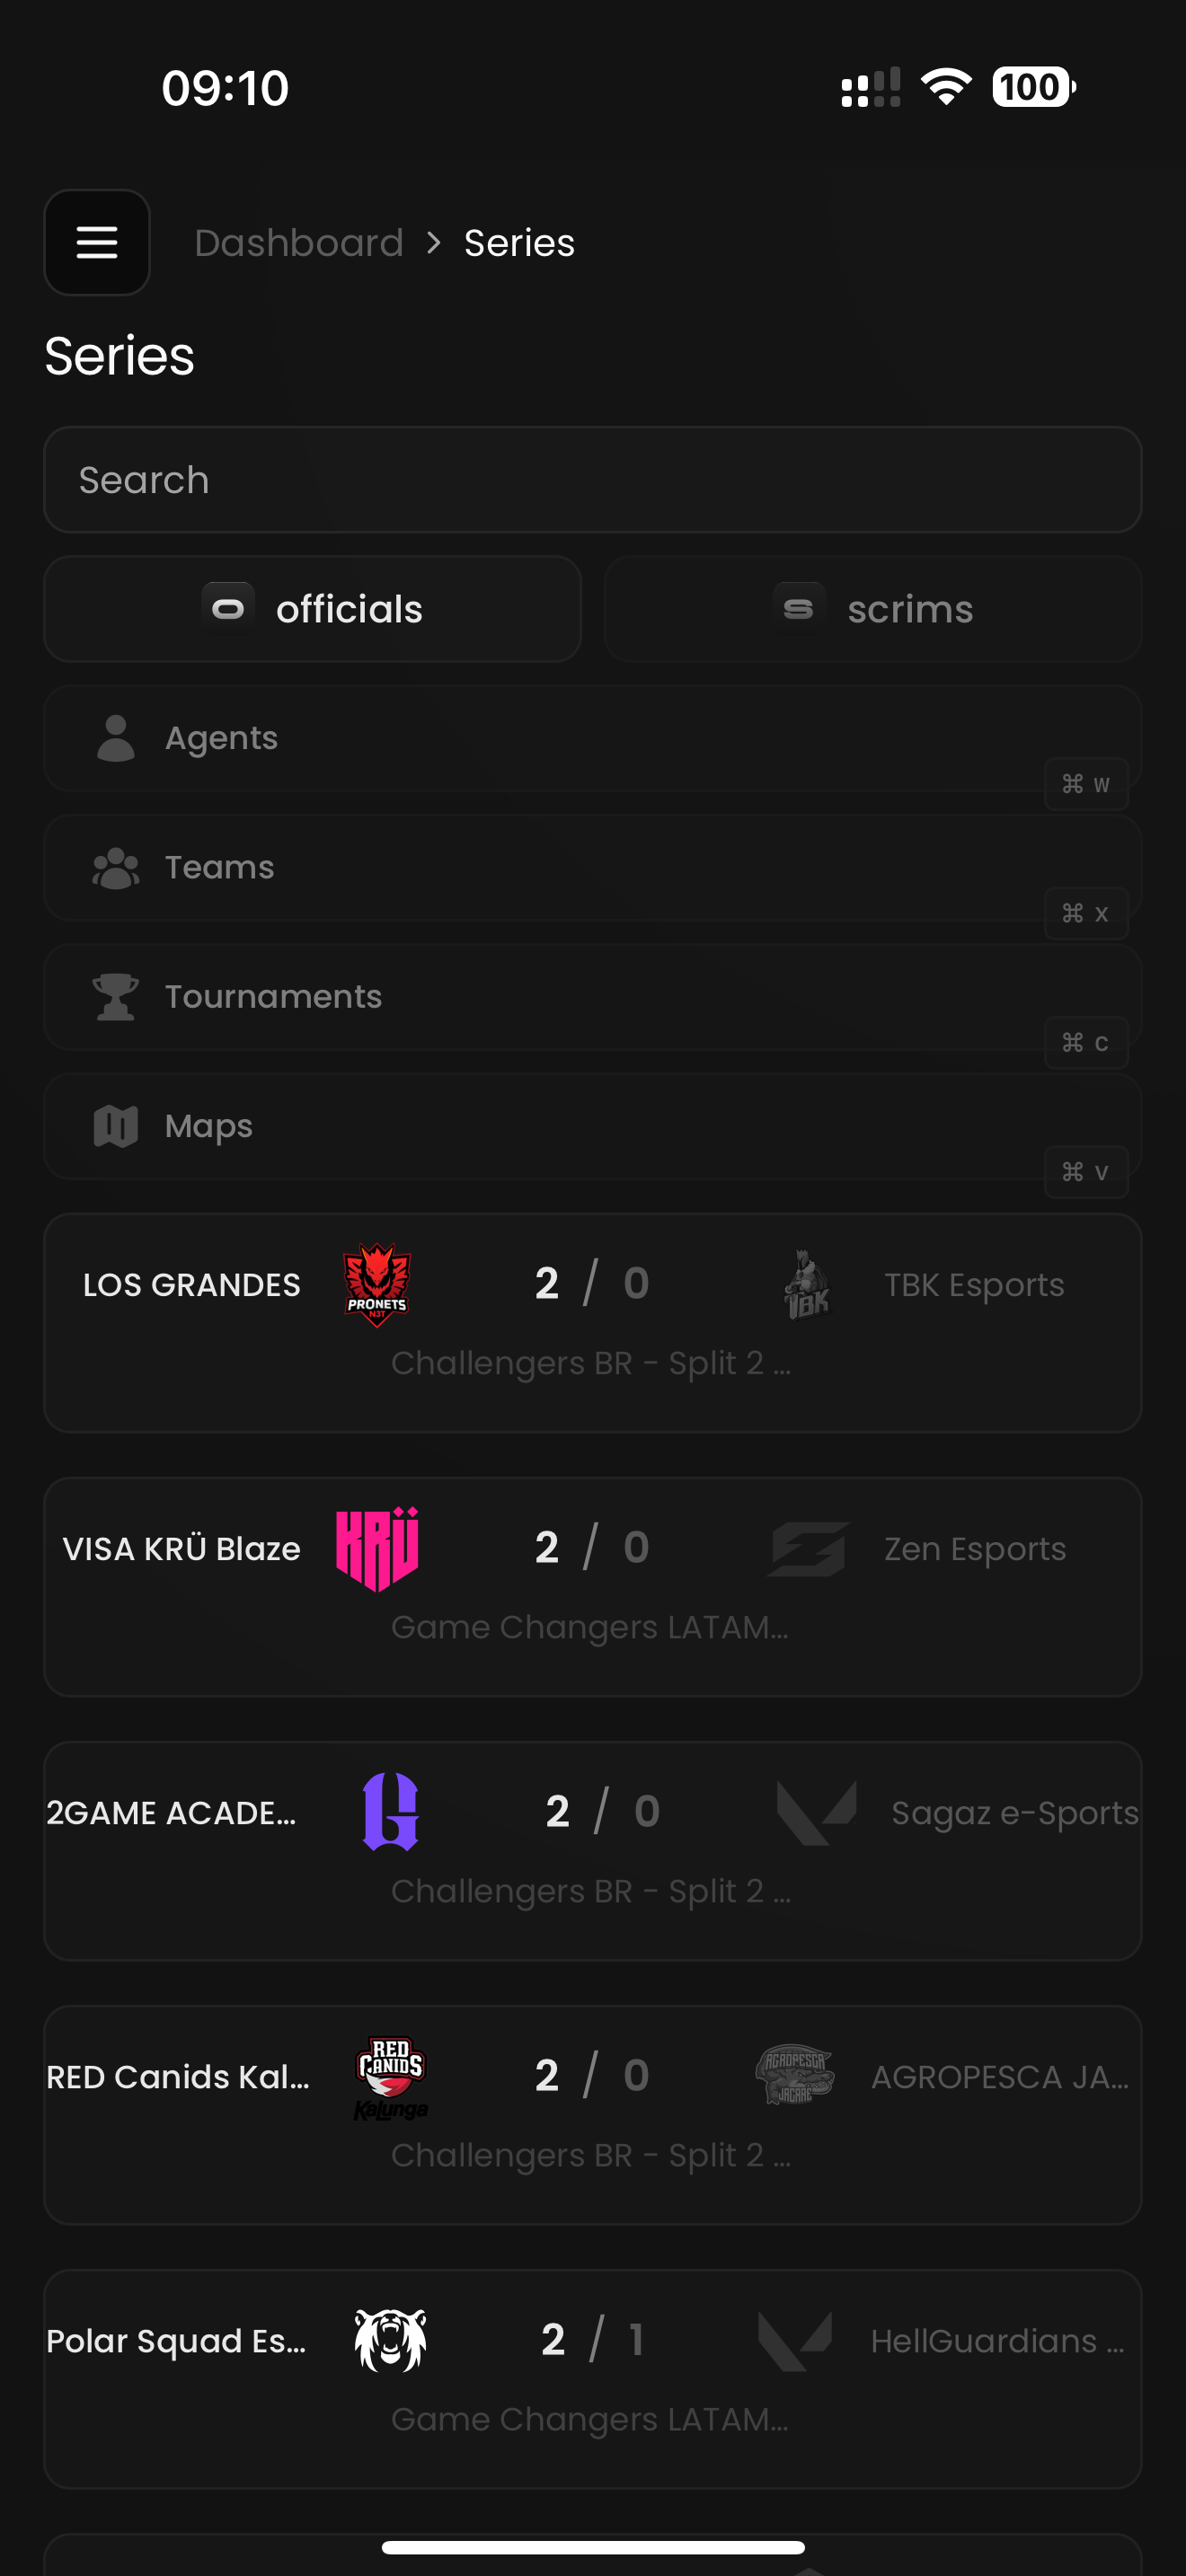 09:10
100
Dashboard > Series
Series
Search
officials
scrims
Agents
⌘ W
Teams
⌘ X
Tournaments
⌘ C
Maps
⌘ V
LOS GRANDES PRONETS N3T 2 / 0 TBK TBK Esports
Challengers BR - Split 2 ...
VISA KRÜ Blaze KRÜ 2 / 0 Zen Esports
Game Changers LATAM...
2GAME ACADE... G 2 / 0 Sagaz e-Sports
Challengers BR - Split 2 ...
RED Canids Kal... RED CANIDS Kalunga 2 / 0 AGROPESCA JACARÉ AGROPESCA JA...
Challengers BR - Split 2 ...
Polar Squad Es... 2 / 1 HellGuardians ...
Game Changers LATAM...